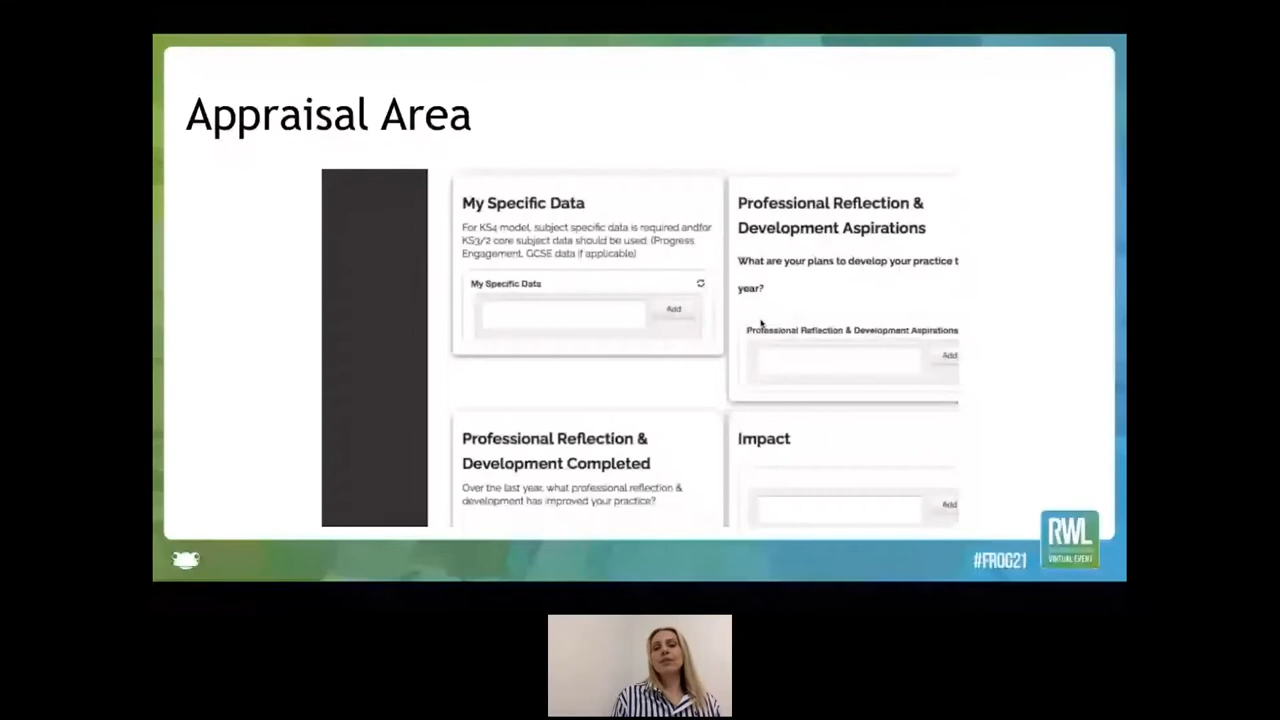 Appraisal Area
My Specific Data
For KS4 model, subject specific data is required and/for
KS3/2 core subject data should be used. (Progress
Engagement, GCSE data if applicable)
My Specific Data
Add
Professional Reflection &
Development Aspirations
What are your plans to develop your practice t
year?
Professional Reflection & Development Aspirations
Add
Professional Reflection &
Development Completed
Over the last year, what professional reflection &
development has improved your practice?
Impact
Add
#FROG21
RWL
VIRTUAL EVENT